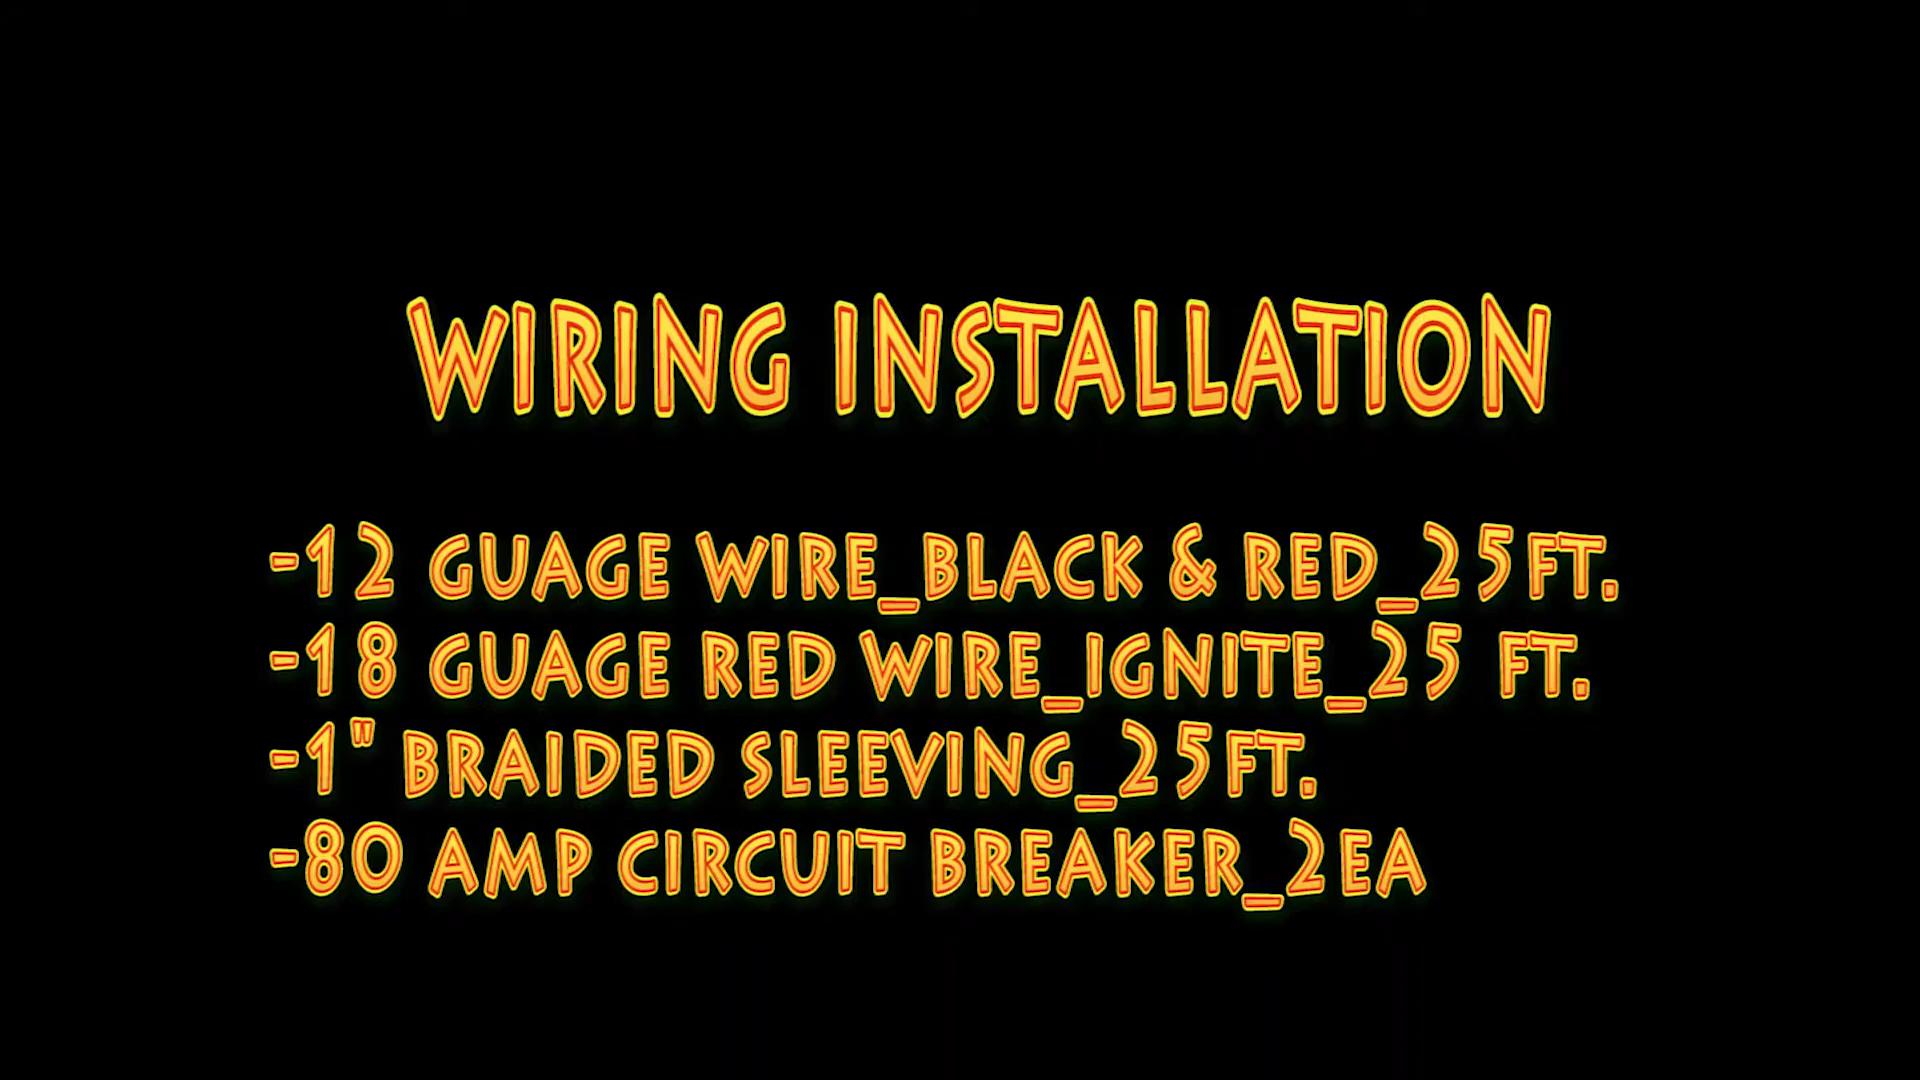 WIRING INSTALLATION
-12 GUAGE WIRE_BLACK & RED_25FT.
-18 GUAGE RED WIRE_IGNITE_25 FT.
-1" BRAIDED SLEEVING_25FT.
-80 AMP CIRCUIT BREAKER_2EA